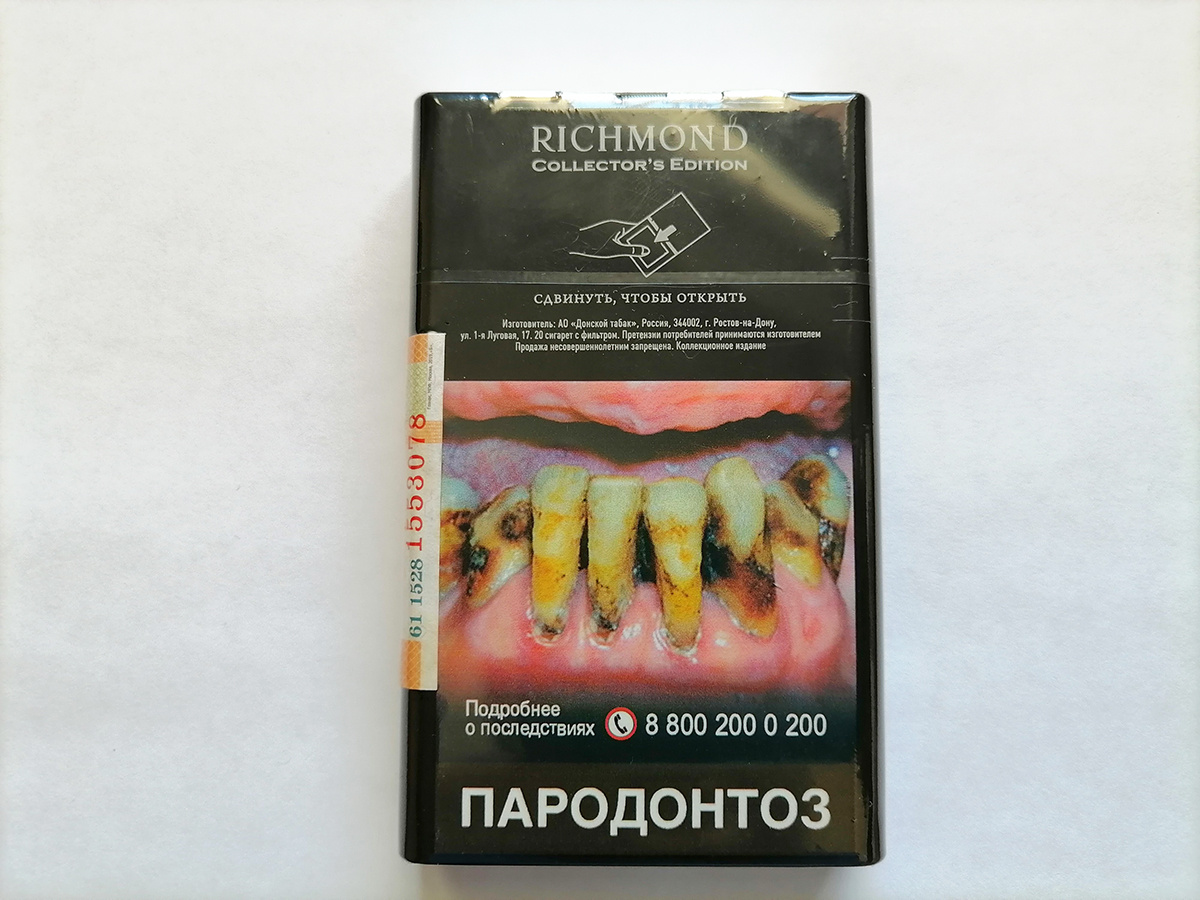 RICHMOND
COLLECTOR'S EDITION
СДВИНУТЬ, ЧТОБЫ ОТКРЫТЬ
Изготовитель: АО «Донской табак», Россия, 344002, г. Ростов-на-Дону,
ул. 1-я Луговая, 17. 20 сигарет с фильтром. Претензии потребителей принимаются изготовителем
Продажа несовершеннолетним запрещена. Коллекционное издание
61 1528 1553078
Подробнее
о последствиях 8 800 200 0 200
ПАРОДОНТОЗ